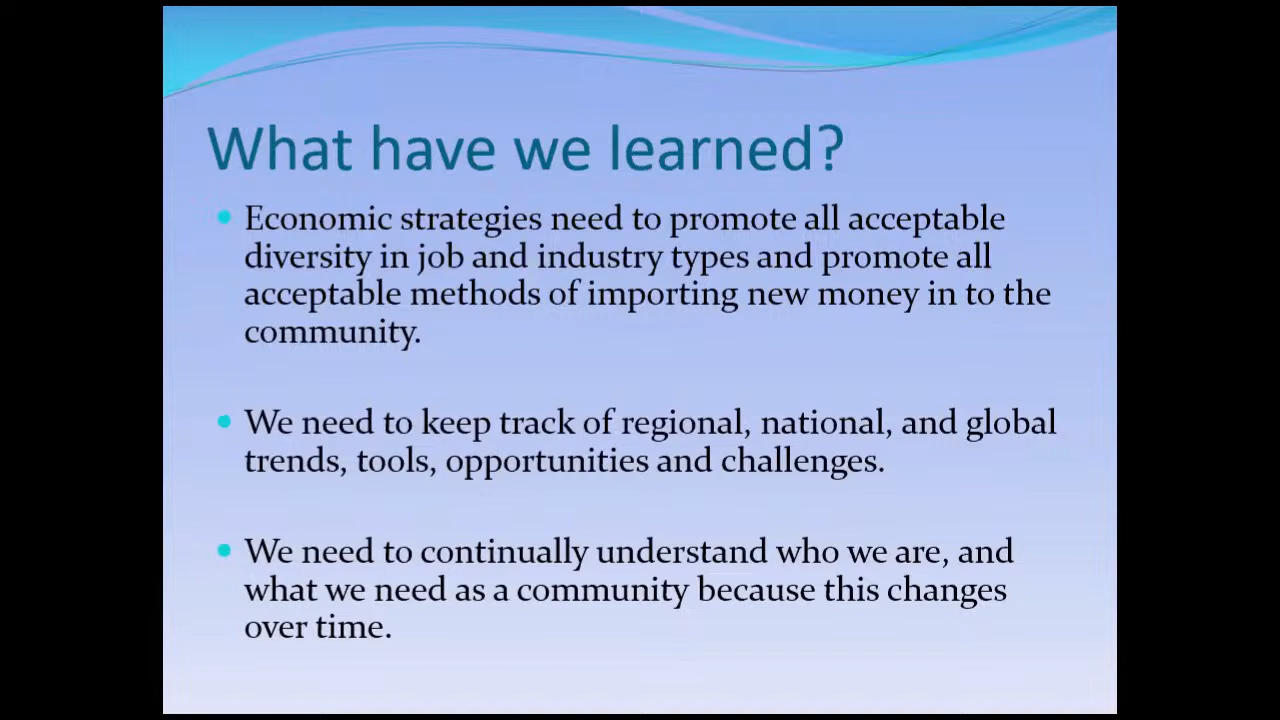 What have we learned?
Economic strategies need to promote all acceptable
diversity in job and industry types and promote all
acceptable methods of importing new money in to the
community.
We need to keep track of regional, national, and global
trends, tools, opportunities and challenges.
We need to continually understand who we are, and
what we need as a community because this changes
over time.